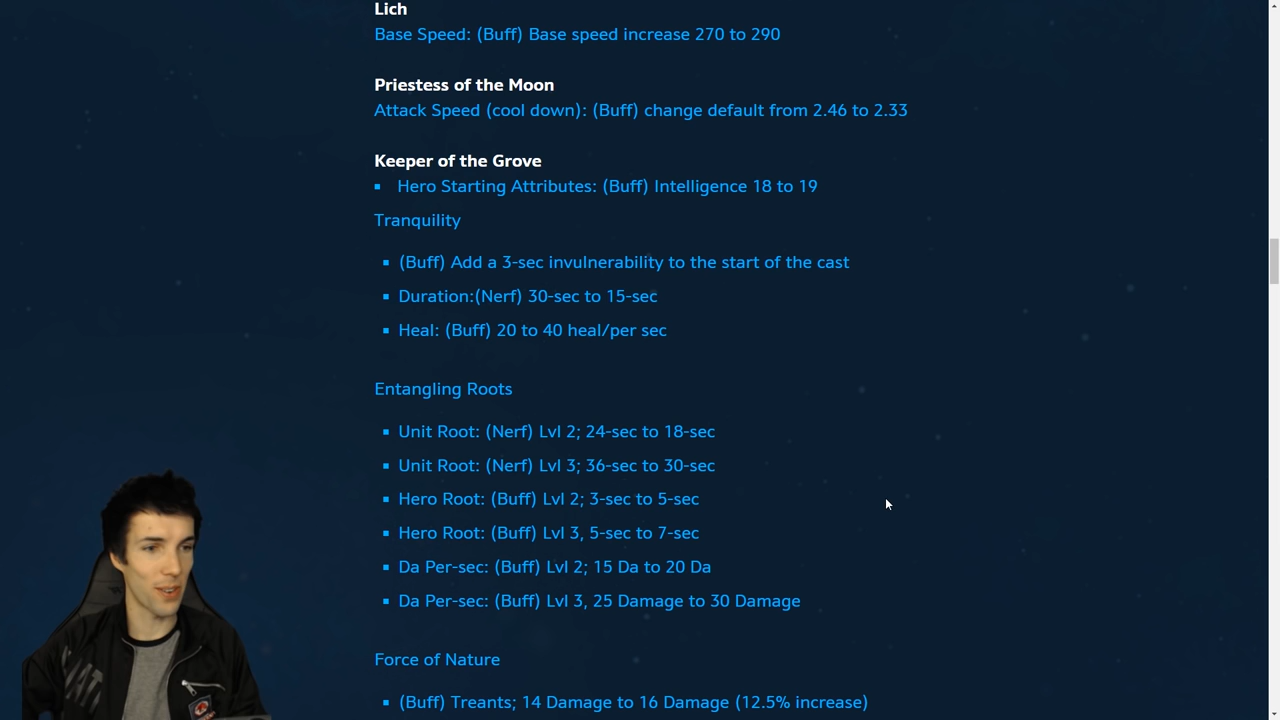 Lich
Base Speed: (Buff) Base speed increase 270 to 290
Priestess of the Moon
Attack Speed (cool down): (Buff) change default from 2.46 to 2.33
Keeper of the Grove
▪ Hero Starting Attributes: (Buff) Intelligence 18 to 19
Tranquility
▪ (Buff) Add a 3-sec invulnerability to the start of the cast
▪ Duration:(Nerf) 30-sec to 15-sec
▪ Heal: (Buff) 20 to 40 heal/per sec
Entangling Roots
▪ Unit Root: (Nerf) Lvl 2; 24-sec to 18-sec
▪ Unit Root: (Nerf) Lvl 3; 36-sec to 30-sec
▪ Hero Root: (Buff) Lvl 2; 3-sec to 5-sec
▪ Hero Root: (Buff) Lvl 3, 5-sec to 7-sec
▪ Da Per-sec: (Buff) Lvl 2; 15 Da to 20 Da
▪ Da Per-sec: (Buff) Lvl 3, 25 Damage to 30 Damage
Force of Nature
▪ (Buff) Treants; 14 Damage to 16 Damage (12.5% increase)